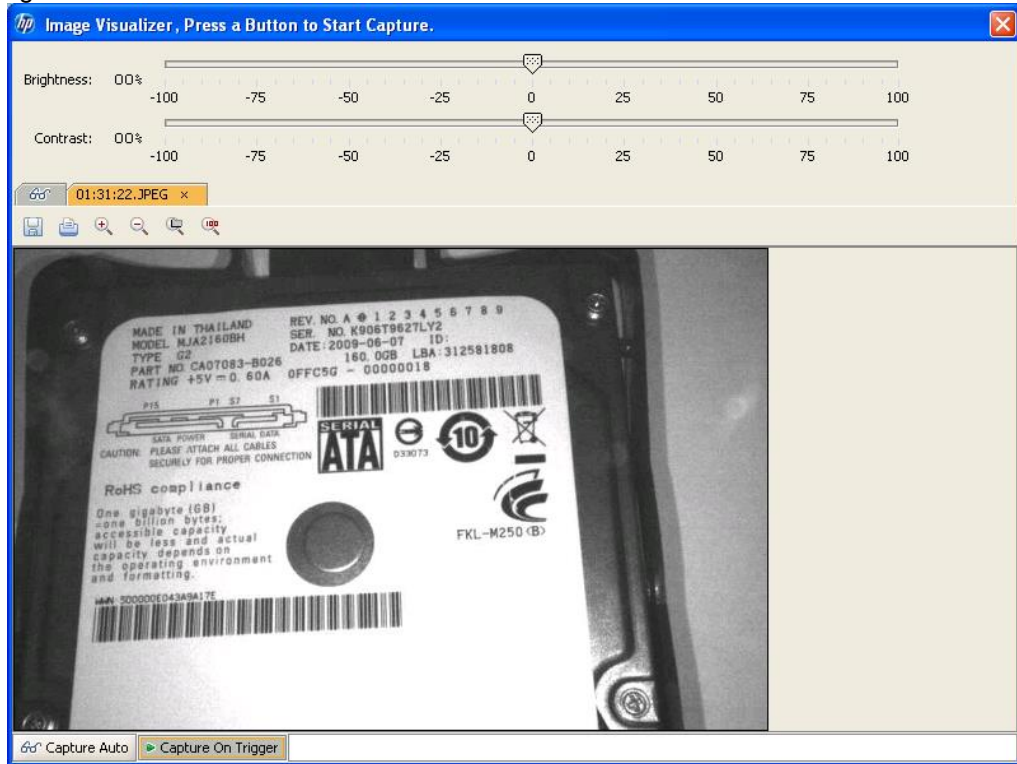 Image Visualizer, Press a Button to Start Capture.
Brightness: 00%
-100 -75 -50 -25 0 25 50 75 100
Contrast: 00%
-100 -75 -50 -25 0 25 50 75 100
01:31:22.JPEG ×
MADE IN THAILAND REV. NO. A 0 1 2 3 4 5 6 7 8 9
MODEL MJA2160BH SER. NO. K906T9627LY2
TYPE G2 DATE:2009-06-07 ID:
PART NO. CA07083-B026 160.0GB LBA:312581808
RATING +5V=0.60A 0FFC5G - 00000018
P15 P1 S7 S1
SATA POWER SERIAL DATA
CAUTION: PLEASE ATTACH ALL CABLES
SECURELY FOR PROPER CONNECTION
SERIAL
ATA
D33073
10
RoHS compliance
One gigabyte (GB)
=one billion bytes;
accessible capacity
will be less and actual
capacity depends on
the operating environment
and formatting.
FKL-M250(B)
WWN 500000E043A9A17E
Capture Auto Capture On Trigger